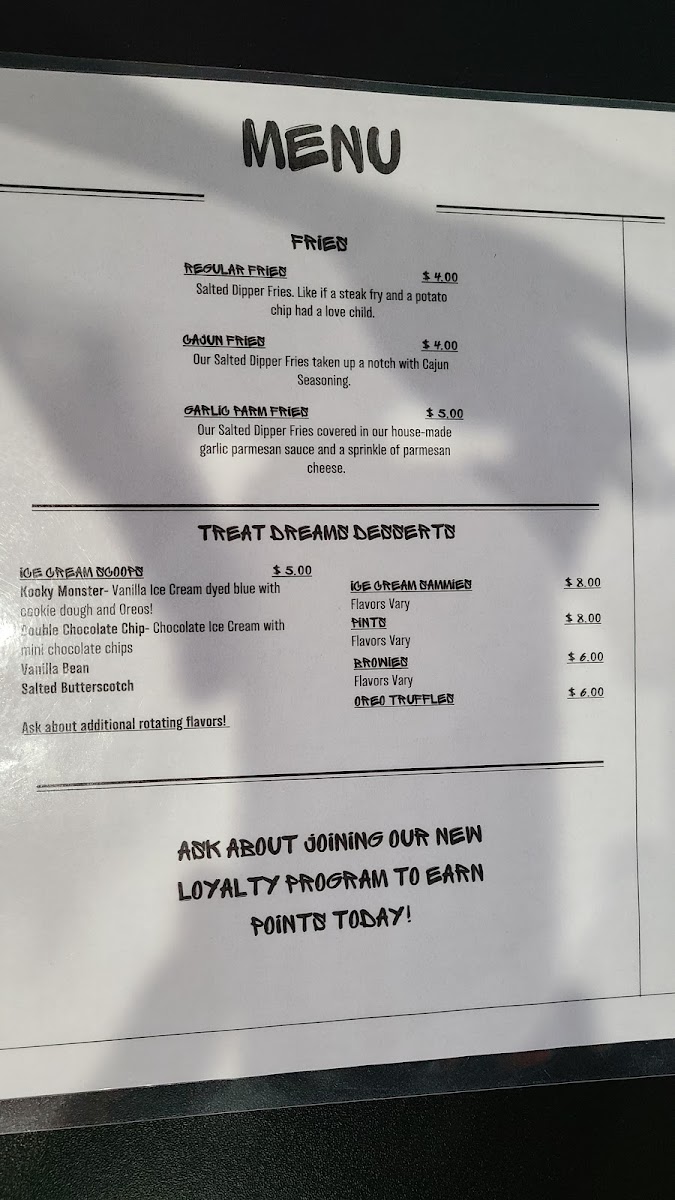 MENU
FRIES
REGULAR FRIES $ 4.00
Salted Dipper Fries. Like if a steak fry and a potato
chip had a love child.
CAJUN FRIES $ 4.00
Our Salted Dipper Fries taken up a notch with Cajun
Seasoning.
GARLIC PARM FRIES $ 5.00
Our Salted Dipper Fries covered in our house-made
garlic parmesan sauce and a sprinkle of parmesan
cheese.
TREAT DREAMS DESSERTS
ICE CREAM SCOOPS $ 5.00
Kooky Monster- Vanilla Ice Cream dyed blue with
cookie dough and Oreos!
Double Chocolate Chip- Chocolate Ice Cream with
mini chocolate chips
Vanilla Bean
Salted Butterscotch
Ask about additional rotating flavors!
ICE CREAM SAMMIES $ 8.00
Flavors Vary
PINTS $ 8.00
Flavors Vary
BROWIES $ 6.00
Flavors Vary
OREO TRUFFLES $ 6.00
ASK ABOUT JOINING OUR NEW
LOYALTY PROGRAM TO EARN
POINTS TODAY!